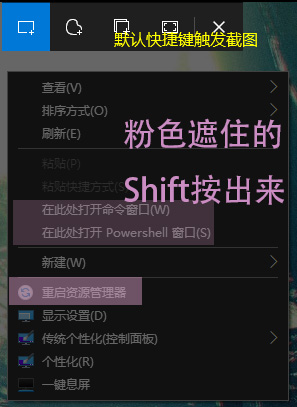 默认快捷键触发截图
查看(V)
排序方式(O)
刷新(E)
粉色遮住的
粘贴(P)
粘贴快捷方式(S)
Shift按出来
在此处打开命令窗口(W)
在此处打开 Powershell 窗口(S)
新建(W)
重启资源管理器
显示设置(D)
传统个性化(控制面板)
个性化(R)
一键息屏